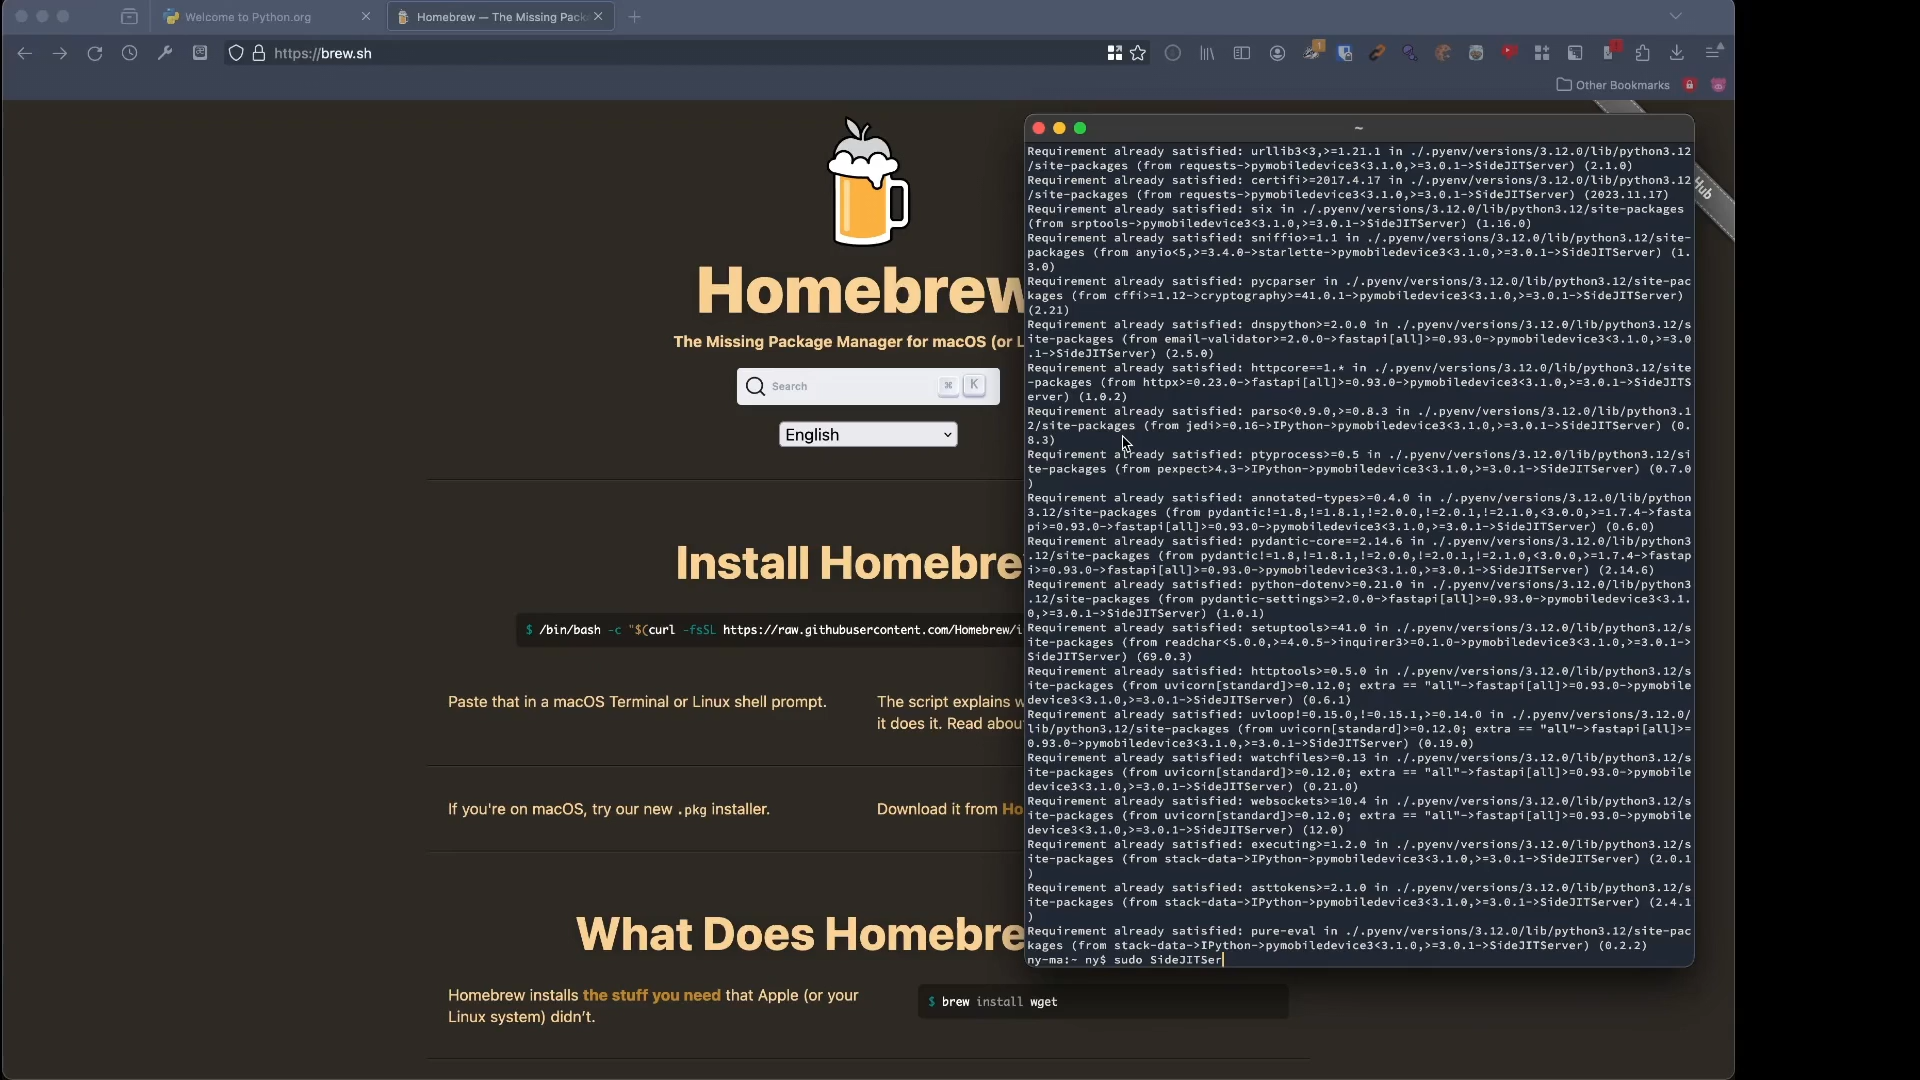 Welcome to Python.org
Homebrew — The Missing Pack
https://brew.sh
1
1
Other Bookmarks
Hub
Homebrew
The Missing Package Manager for macOS (or L
Search
⌘ K
English
Install Homebre
$ /bin/bash -c "$(curl -fsSL https://raw.githubusercontent.com/Homebrew/i
Paste that in a macOS Terminal or Linux shell prompt.
The script explains w
it does it. Read abou
If you're on macOS, try our new .pkg installer.
Download it from Ho
What Does Homebre
Homebrew installs the stuff you need that Apple (or your
Linux system) didn't.
$ brew install wget
~
Requirement already satisfied: urllib3<3,>=1.21.1 in ./.pyenv/versions/3.12.0/lib/python3.12
/site-packages (from requests->pymobiledevice3<3.1.0,>=3.0.1->SideJITServer) (2.1.0)
Requirement already satisfied: certifi>=2017.4.17 in ./.pyenv/versions/3.12.0/lib/python3.12
/site-packages (from requests->pymobiledevice3<3.1.0,>=3.0.1->SideJITServer) (2023.11.17)
Requirement already satisfied: six in ./.pyenv/versions/3.12.0/lib/python3.12/site-packages
(from srptools->pymobiledevice3<3.1.0,>=3.0.1->SideJITServer) (1.16.0)
Requirement already satisfied: sniffio>=1.1 in ./.pyenv/versions/3.12.0/lib/python3.12/site-
packages (from anyio<5,>=3.4.0->starlette->pymobiledevice3<3.1.0,>=3.0.1->SideJITServer) (1.
3.0)
Requirement already satisfied: pycparser in ./.pyenv/versions/3.12.0/lib/python3.12/site-pac
kages (from cffi>=1.12->cryptography>=41.0.1->pymobiledevice3<3.1.0,>=3.0.1->SideJITServer)
(2.21)
Requirement already satisfied: dnspython>=2.0.0 in ./.pyenv/versions/3.12.0/lib/python3.12/s
ite-packages (from email-validator>=2.0.0->fastapi[all]>=0.93.0->pymobiledevice3<3.1.0,>=3.0
.1->SideJITServer) (2.5.0)
Requirement already satisfied: httpcore==1.* in ./.pyenv/versions/3.12.0/lib/python3.12/site
-packages (from httpx>=0.23.0->fastapi[all]>=0.93.0->pymobiledevice3<3.1.0,>=3.0.1->SideJITS
erver) (1.0.2)
Requirement already satisfied: parso<0.9.0,>=0.8.3 in ./.pyenv/versions/3.12.0/lib/python3.1
2/site-packages (from jedi>=0.16->IPython->pymobiledevice3<3.1.0,>=3.0.1->SideJITServer) (0.
8.3)
Requirement already satisfied: ptyprocess>=0.5 in ./.pyenv/versions/3.12.0/lib/python3.12/si
te-packages (from pexpect>4.3->IPython->pymobiledevice3<3.1.0,>=3.0.1->SideJITServer) (0.7.0
)
Requirement already satisfied: annotated-types>=0.4.0 in ./.pyenv/versions/3.12.0/lib/python
3.12/site-packages (from pydantic!=1.8,!=1.8.1,!=2.0.0,!=2.0.1,!=2.1.0,<3.0.0,>=1.7.4->fasta
pi>=0.93.0->fastapi[all]>=0.93.0->pymobiledevice3<3.1.0,>=3.0.1->SideJITServer) (0.6.0)
Requirement already satisfied: pydantic-core==2.14.6 in ./.pyenv/versions/3.12.0/lib/python3
.12/site-packages (from pydantic!=1.8,!=1.8.1,!=2.0.0,!=2.0.1,!=2.1.0,<3.0.0,>=1.7.4->fastap
i>=0.93.0->fastapi[all]>=0.93.0->pymobiledevice3<3.1.0,>=3.0.1->SideJITServer) (2.14.6)
Requirement already satisfied: python-dotenv>=0.21.0 in ./.pyenv/versions/3.12.0/lib/python3
.12/site-packages (from pydantic-settings>=2.0.0->fastapi[all]>=0.93.0->pymobiledevice3<3.1.
0,>=3.0.1->SideJITServer) (1.0.1)
Requirement already satisfied: setuptools>=41.0 in ./.pyenv/versions/3.12.0/lib/python3.12/s
ite-packages (from readchar<5.0.0,>=4.0.5->inquirer3>=0.1.0->pymobiledevice3<3.1.0,>=3.0.1->
SideJITServer) (69.0.3)
Requirement already satisfied: httptools>=0.5.0 in ./.pyenv/versions/3.12.0/lib/python3.12/s
ite-packages (from uvicorn[standard]>=0.12.0; extra == "all"->fastapi[all]>=0.93.0->pymobile
device3<3.1.0,>=3.0.1->SideJITServer) (0.6.1)
Requirement already satisfied: uvloop!=0.15.0,!=0.15.1,>=0.14.0 in ./.pyenv/versions/3.12.0/
lib/python3.12/site-packages (from uvicorn[standard]>=0.12.0; extra == "all"->fastapi[all]>=
0.93.0->pymobiledevice3<3.1.0,>=3.0.1->SideJITServer) (0.19.0)
Requirement already satisfied: watchfiles>=0.13 in ./.pyenv/versions/3.12.0/lib/python3.12/s
ite-packages (from uvicorn[standard]>=0.12.0; extra == "all"->fastapi[all]>=0.93.0->pymobile
device3<3.1.0,>=3.0.1->SideJITServer) (0.21.0)
Requirement already satisfied: websockets>=10.4 in ./.pyenv/versions/3.12.0/lib/python3.12/s
ite-packages (from uvicorn[standard]>=0.12.0; extra == "all"->fastapi[all]>=0.93.0->pymobile
device3<3.1.0,>=3.0.1->SideJITServer) (12.0)
Requirement already satisfied: executing>=1.2.0 in ./.pyenv/versions/3.12.0/lib/python3.12/s
ite-packages (from stack-data->IPython->pymobiledevice3<3.1.0,>=3.0.1->SideJITServer) (2.0.1
)
Requirement already satisfied: asttokens>=2.1.0 in ./.pyenv/versions/3.12.0/lib/python3.12/s
ite-packages (from stack-data->IPython->pymobiledevice3<3.1.0,>=3.0.1->SideJITServer) (2.4.1
)
Requirement already satisfied: pure-eval in ./.pyenv/versions/3.12.0/lib/python3.12/site-pac
kages (from stack-data->IPython->pymobiledevice3<3.1.0,>=3.0.1->SideJITServer) (0.2.2)
ny-ma:~ ny$ sudo SideJITSer